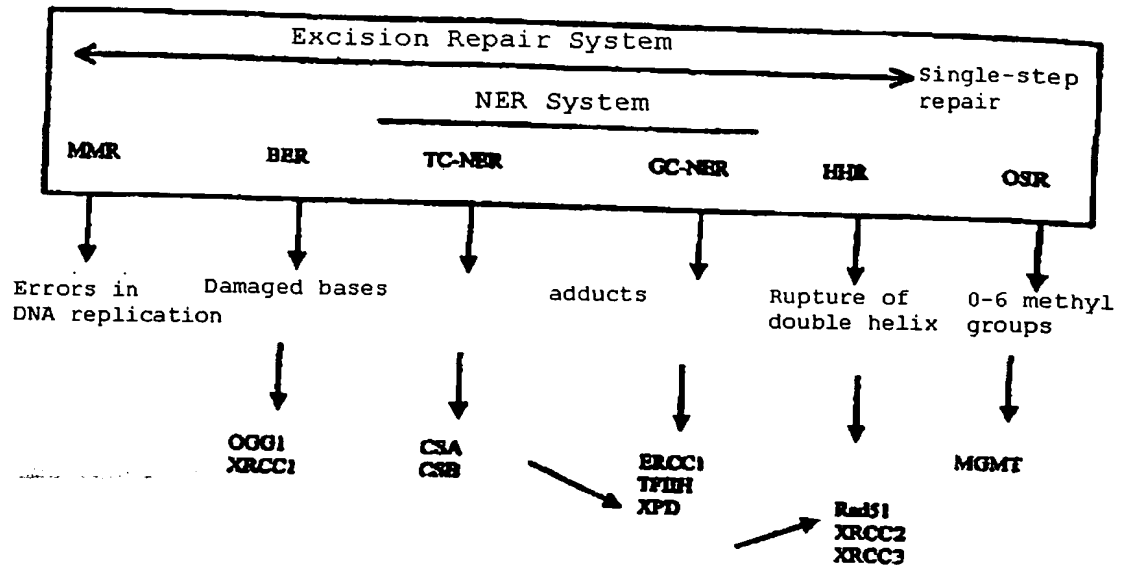 Excision Repair System
Single-step
repair
NER System
MMR BER TC-NER GC-NER HHR OSR
Errors in
DNA replication
Damaged bases
adducts
Rupture of
double helix
0-6 methyl
groups
OGG1
XRCC1
CSA
CSB
ERCC1
TFIIH
XPD
Rad51
XRCC2
XRCC3
MGMT